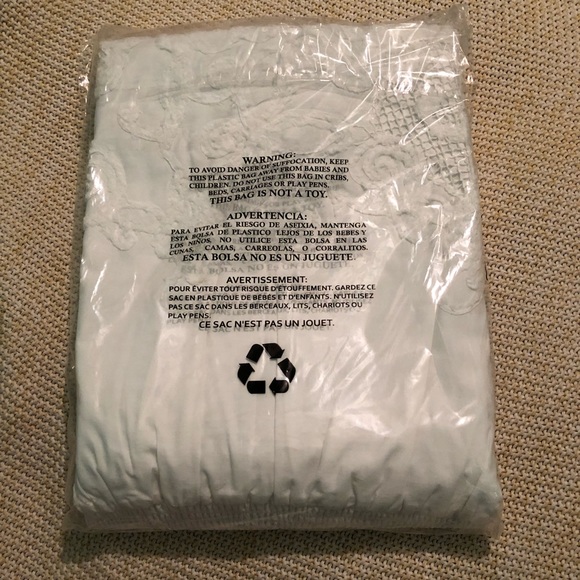 WARNING:
TO AVOID DANGER OF SUFFOCATION, KEEP
THIS PLASTIC BAG AWAY FROM BABIES AND
CHILDREN. DO NOT USE THIS BAG IN CRIBS,
BEDS, CARRIAGES OR PLAY PENS.
THIS BAG IS NOT A TOY.
ADVERTENCIA:
PARA EVITAR EL RIESGO DE ASFIXIA, MANTENGA
ESTA BOLSA DE PLASTICO LEJOS DE LOS BEBES Y
LOS NIÑOS. NO UTILICE ESTA BOLSA EN LAS
CUNAS, CAMAS, CARREOLAS, O CORRALITOS.
ESTA BOLSA NO ES UN JUGUETE.
AVERTISSEMENT:
POUR ÉVITER TOUT RISQUE D'ÉTOUFFEMENT. GARDEZ CE
SAC EN PLASTIQUE DE BEBES ET D'ENFANTS. N'UTILISEZ
PAS CE SAC DANS LES BERCEAUX, LITS, CHARIOTS OU
PLAY PENS.
CE SAC N'EST PAS UN JOUET.